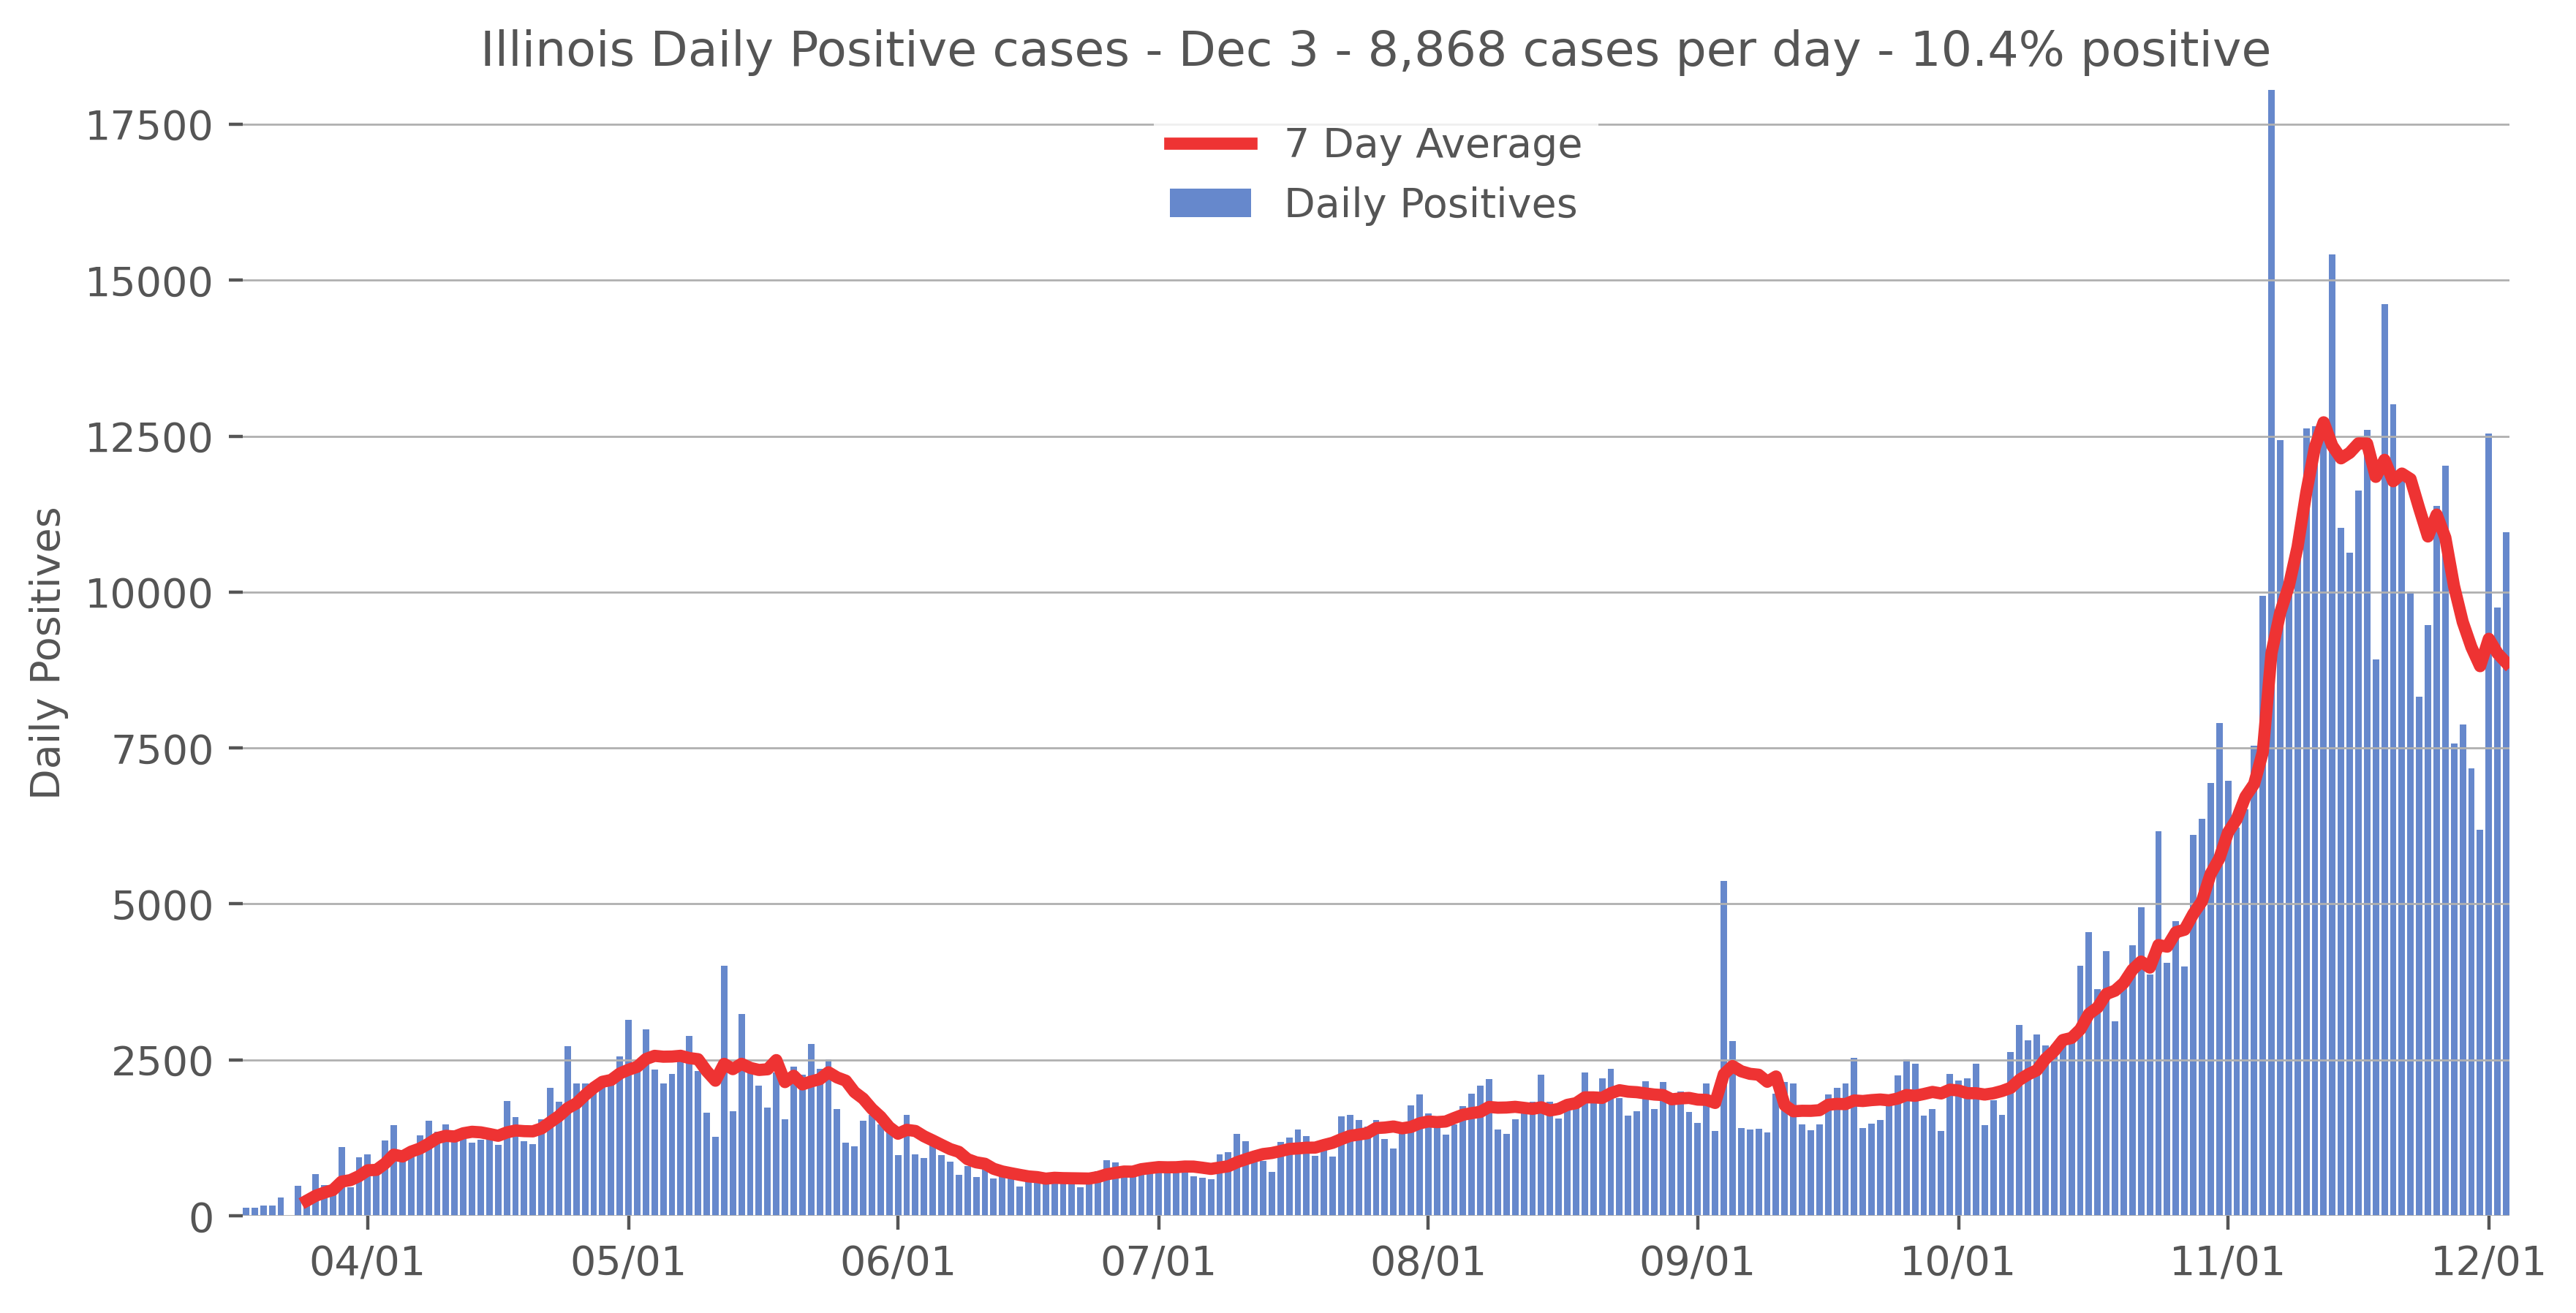 Illinois Daily Positive cases - Dec 3 - 8,868 cases per day - 10.4% positive
7 Day Average
Daily Positives
Daily Positives
17500
15000
12500
10000
7500
5000
2500
0
04/01 05/01 06/01 07/01 08/01 09/01 10/01 11/01 12/01